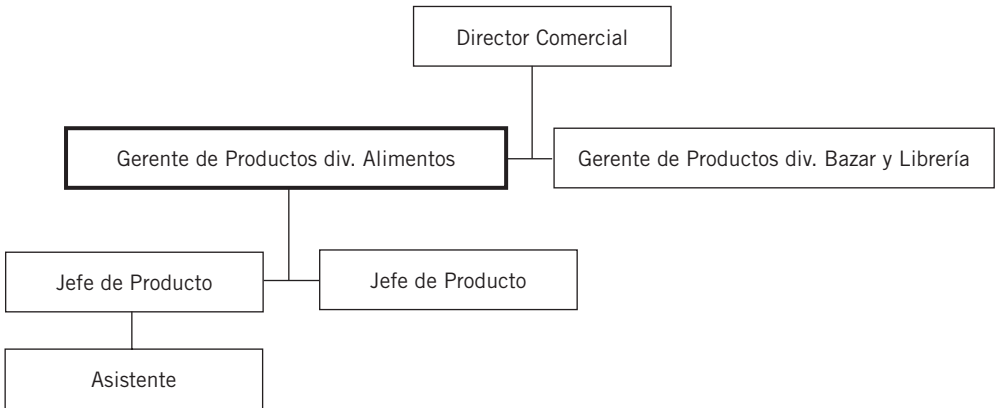 Director Comercial
Gerente de Productos div. Alimentos
Gerente de Productos div. Bazar y Librería
Jefe de Producto
Jefe de Producto
Asistente